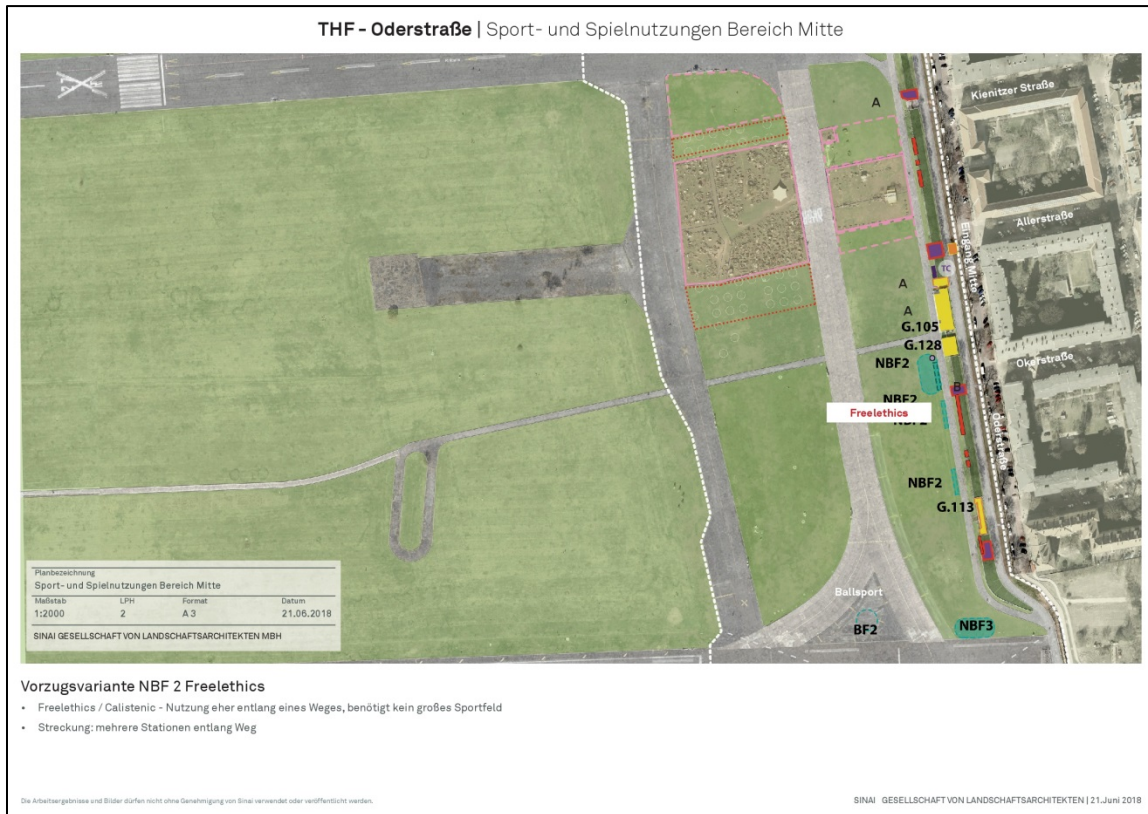 THF - Oderstraße | Sport- und Spielnutzungen Bereich Mitte
Kienitzer Straße
A
Allerstraße
Eingang Mitte
TC
A
A
G.105
G.128
Okerstraße
NBF2
B
NBF2
Freelethics
NBF2
Oderstraße
NBF2
G.113
Ballsport
BF2
NBF3
Planbezeichnung
Sport- und Spielnutzungen Bereich Mitte
Maßstab LPH Format Datum
1:2000 2 A 3 21.06.2018
SINAI GESELLSCHAFT VON LANDSCHAFTSARCHITEKTEN MBH
Vorzugsvariante NBF 2 Freelethics
• Freelethics / Calistenic - Nutzung eher entlang eines Weges, benötigt kein großes Sportfeld
• Streckung: mehrere Stationen entlang Weg
Die Arbeitsergebnisse und Bilder dürfen nicht ohne Genehmigung von Sinai verwendet oder veröffentlicht werden.
SINAI GESELLSCHAFT VON LANDSCHAFTSARCHITEKTEN | 21.Juni 2018